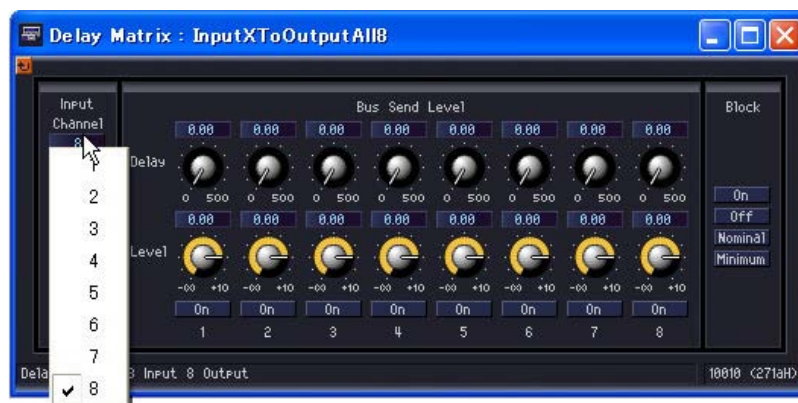 Delay Matrix : InputXToOutputAll8
Input Channel
8
Bus Send Level
Block
0.00 0.00 0.00 0.00 0.00 0.00 0.00 0.00
Delay
0 500 0 500 0 500 0 500 0 500 0 500 0 500 0 500
0.00 0.00 0.00 0.00 0.00 0.00 0.00 0.00
Level
-∞ +10 -∞ +10 -∞ +10 -∞ +10 -∞ +10 -∞ +10 -∞ +10 -∞ +10
On On On On On On On On
1 2 3 4 5 6 7 8
On
Off
Nominal
Minimum
1
2
3
4
5
6
7
✓ 8
Input 8 Output
10010 (271aH)